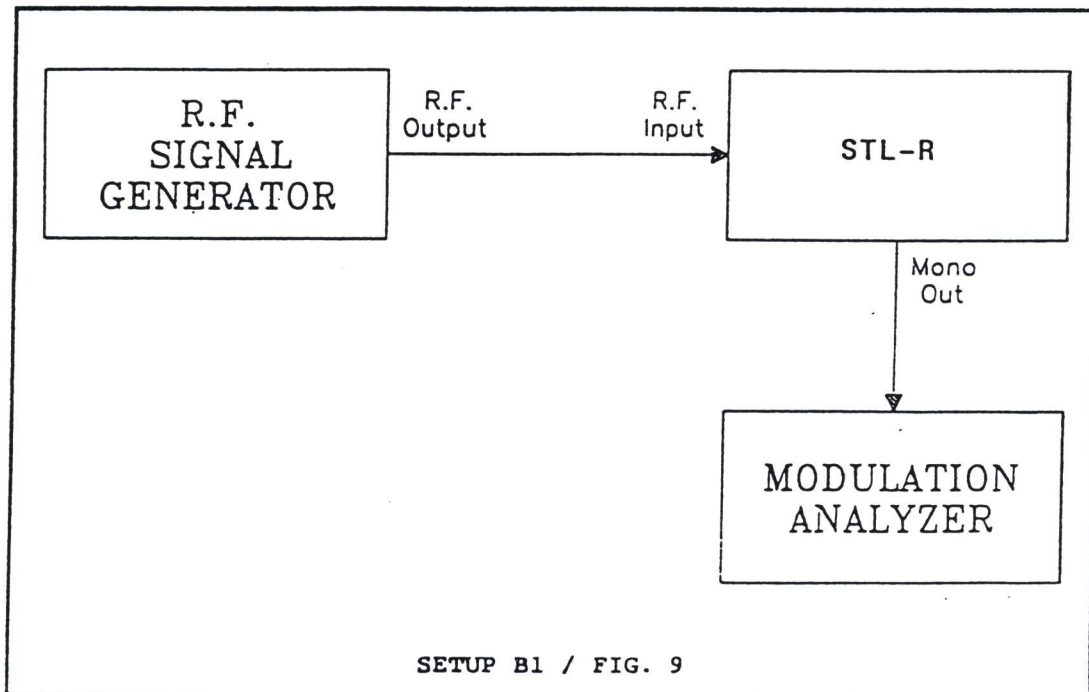 R.F.
SIGNAL
GENERATOR
R.F.
Output
R.F.
Input
STL-R
Mono
Out
MODULATION
ANALYZER
SETUP B1 / FIG. 9